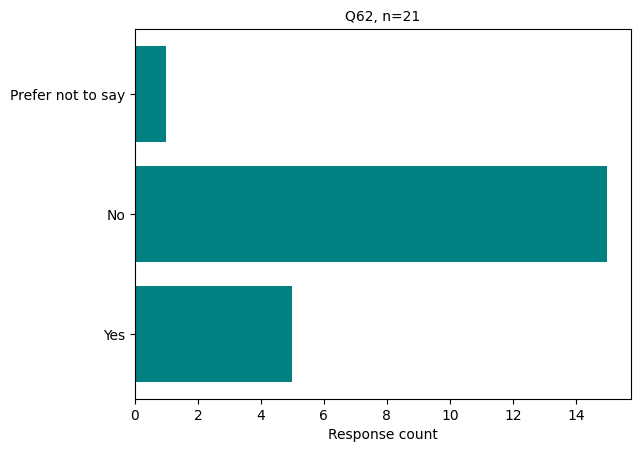 Q62, n=21
Prefer not to say
No
Yes
0 2 4 6 8 10 12 14
Response count